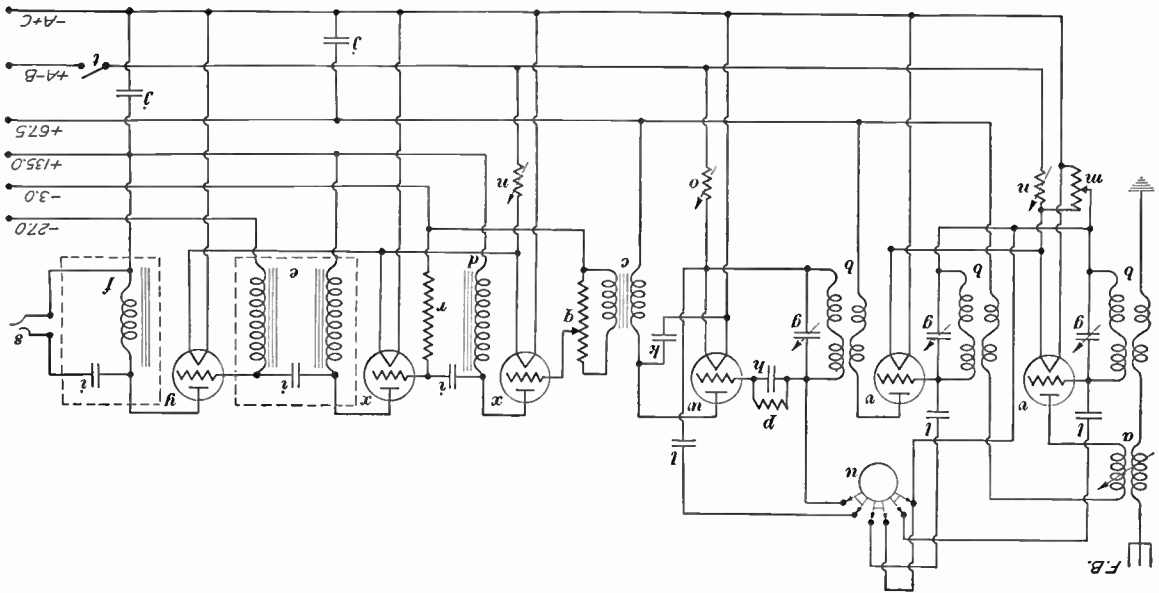 F.B.
u
a
l
l
l
v
v
p
w
x
x
y
h
i
i
i
s
g
g
g
k
q
b
b
b
c
d
r
e
f
m
n
o
n
-27.0
-3.0
+135.0
+67.5
j
t
+A-B
j
-A+C